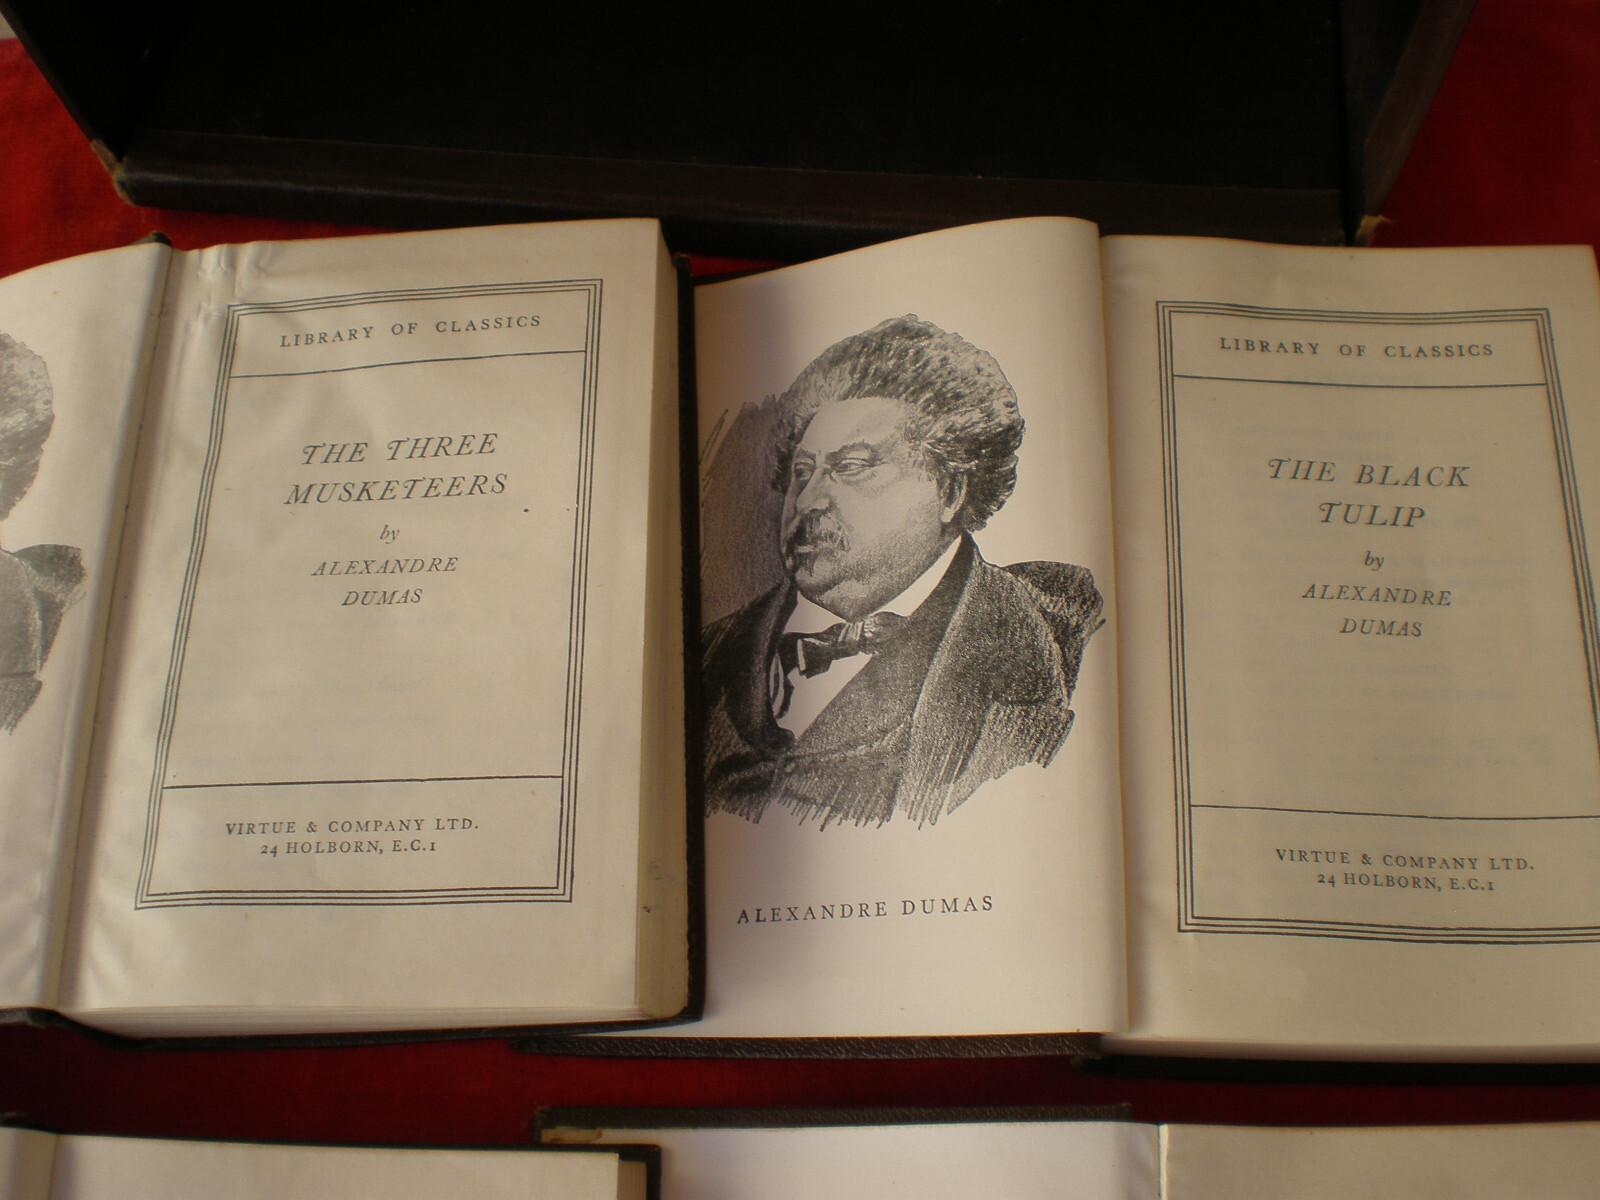 LIBRARY OF CLASSICS
THE THREE
MUSKETEERS
by
ALEXANDRE
DUMAS
VIRTUE & COMPANY LTD.
24 HOLBORN, E.C.1
ALEXANDRE DUMAS
LIBRARY OF CLASSICS
THE BLACK
TULIP
by
ALEXANDRE
DUMAS
VIRTUE & COMPANY LTD.
24 HOLBORN, E.C.1